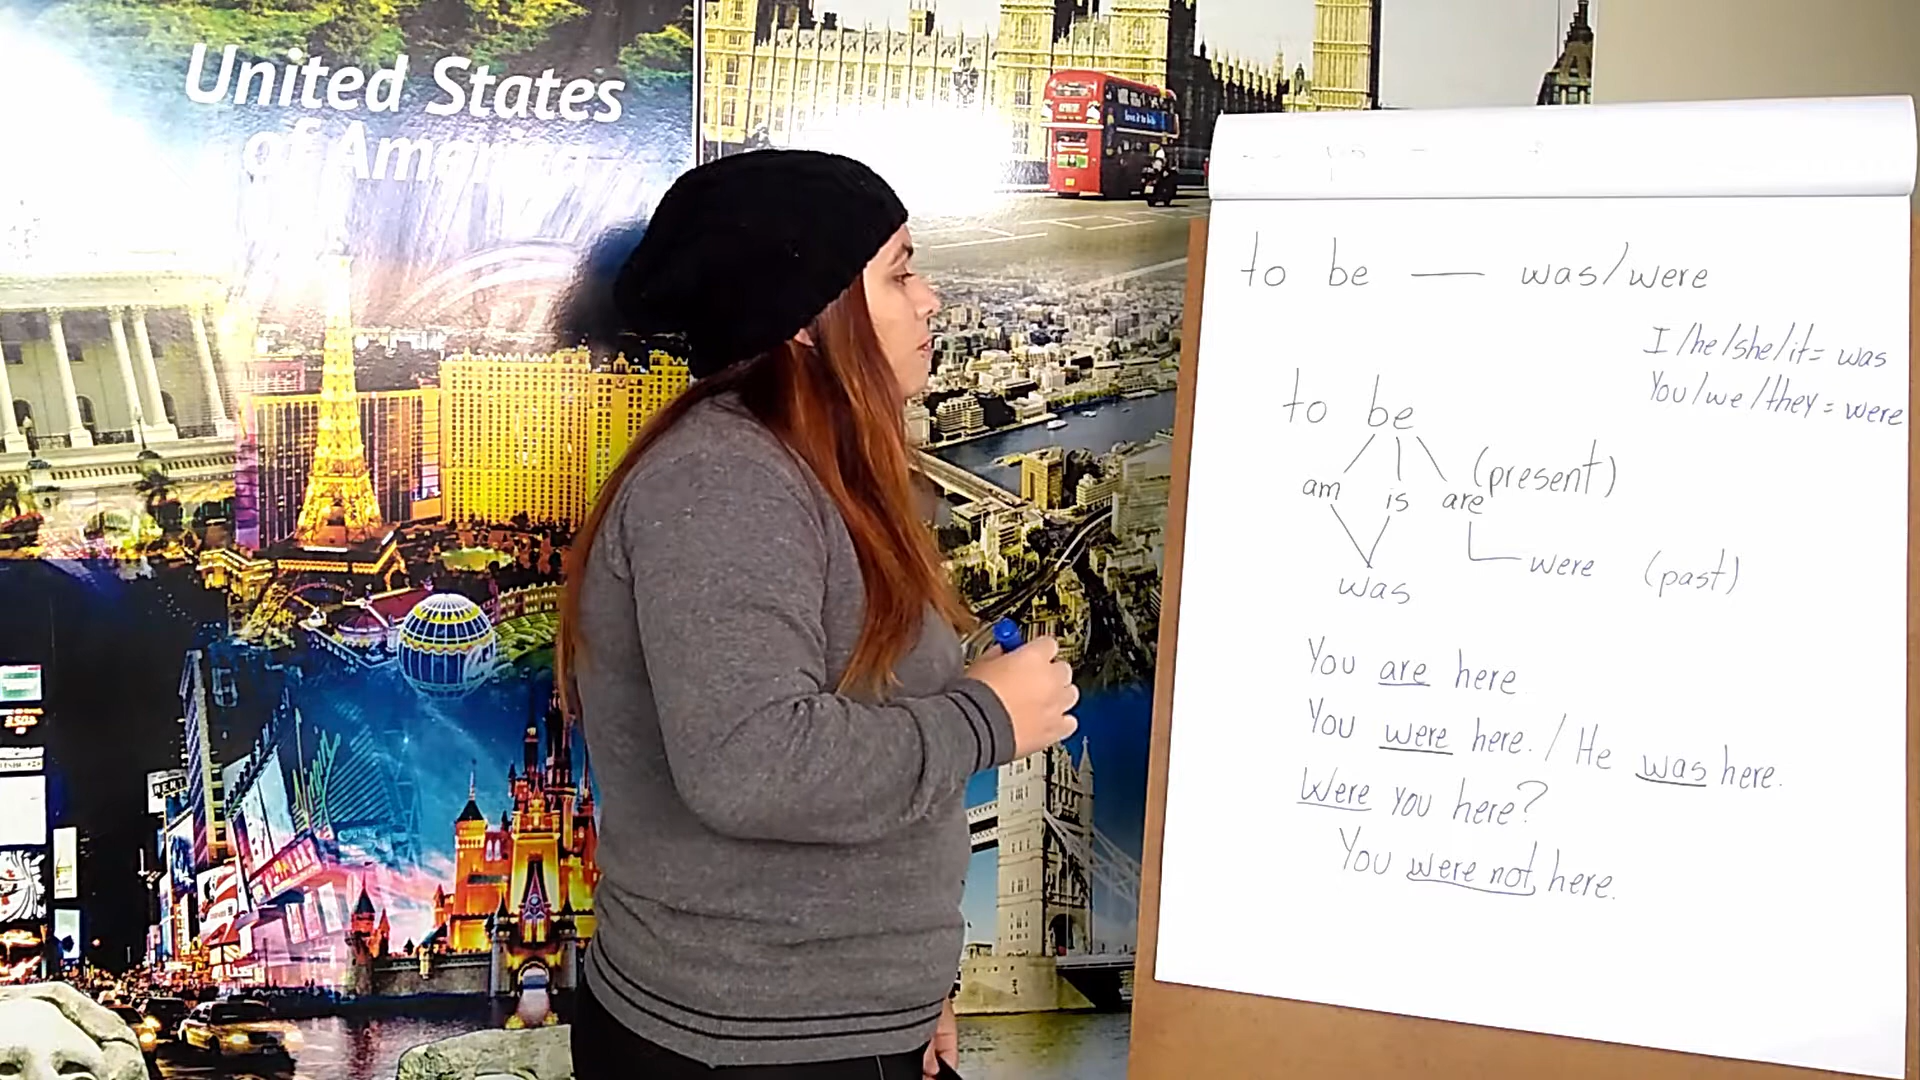 United States
of America
to be — was/were
I/he/she/it = was
You/we/they = were
to be
am is are (present)
was were (past)
You are here
You were here. / He was here.
Were you here?
You were not here.